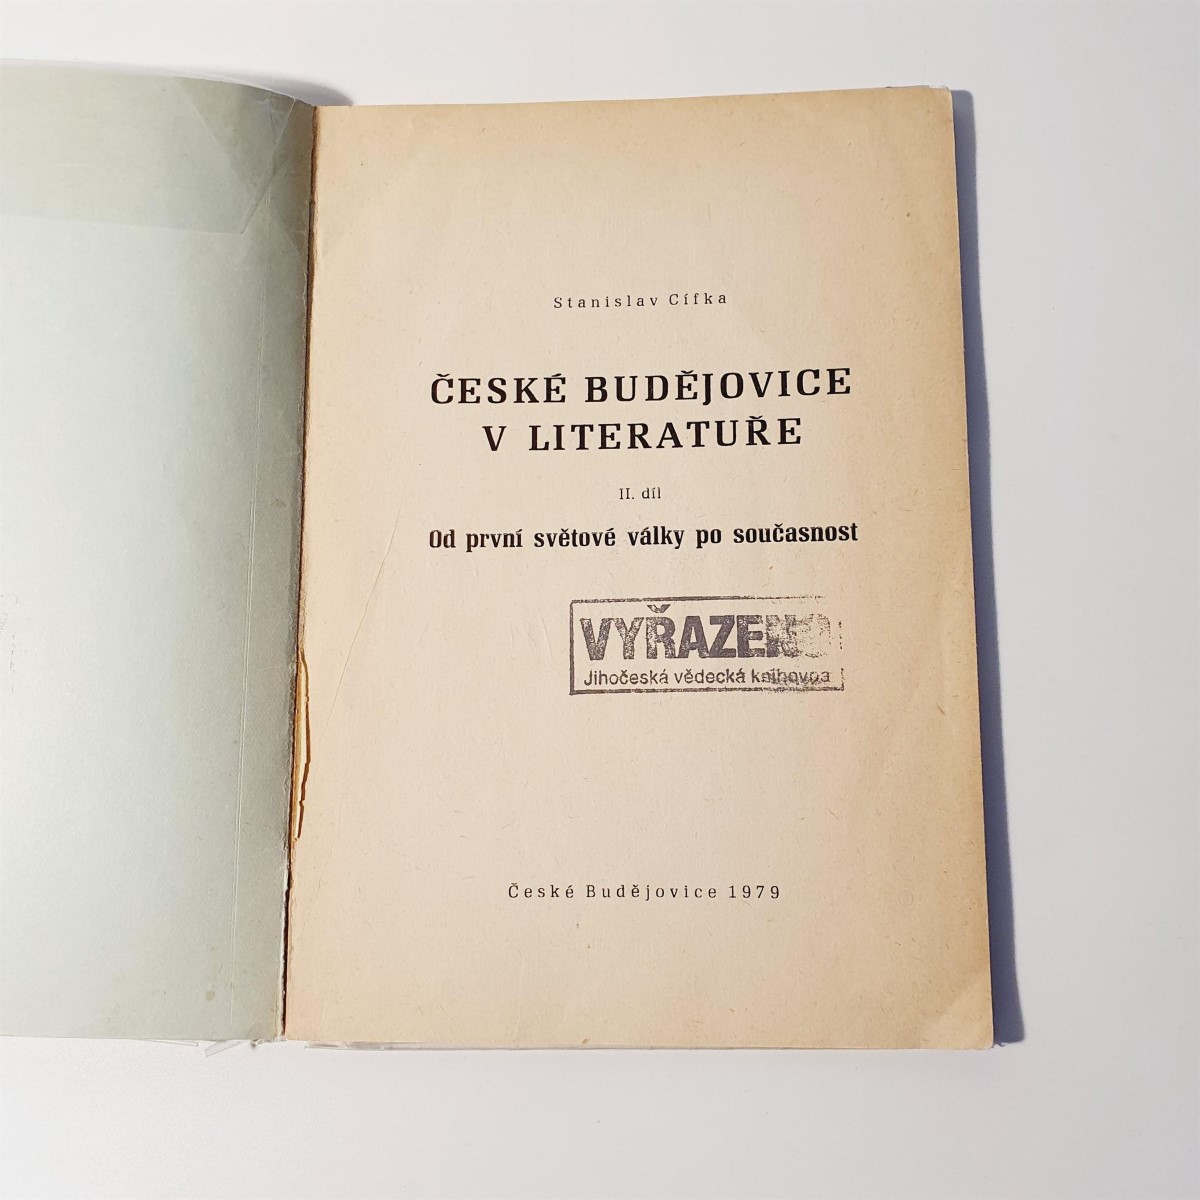 Stanislav Cífka
ČESKÉ BUDĚJOVICE
V LITERATUŘE
II. díl
Od první světové války po současnost
VYŘAZENO
Jihočeská vědecká knihovna
České Budějovice 1979